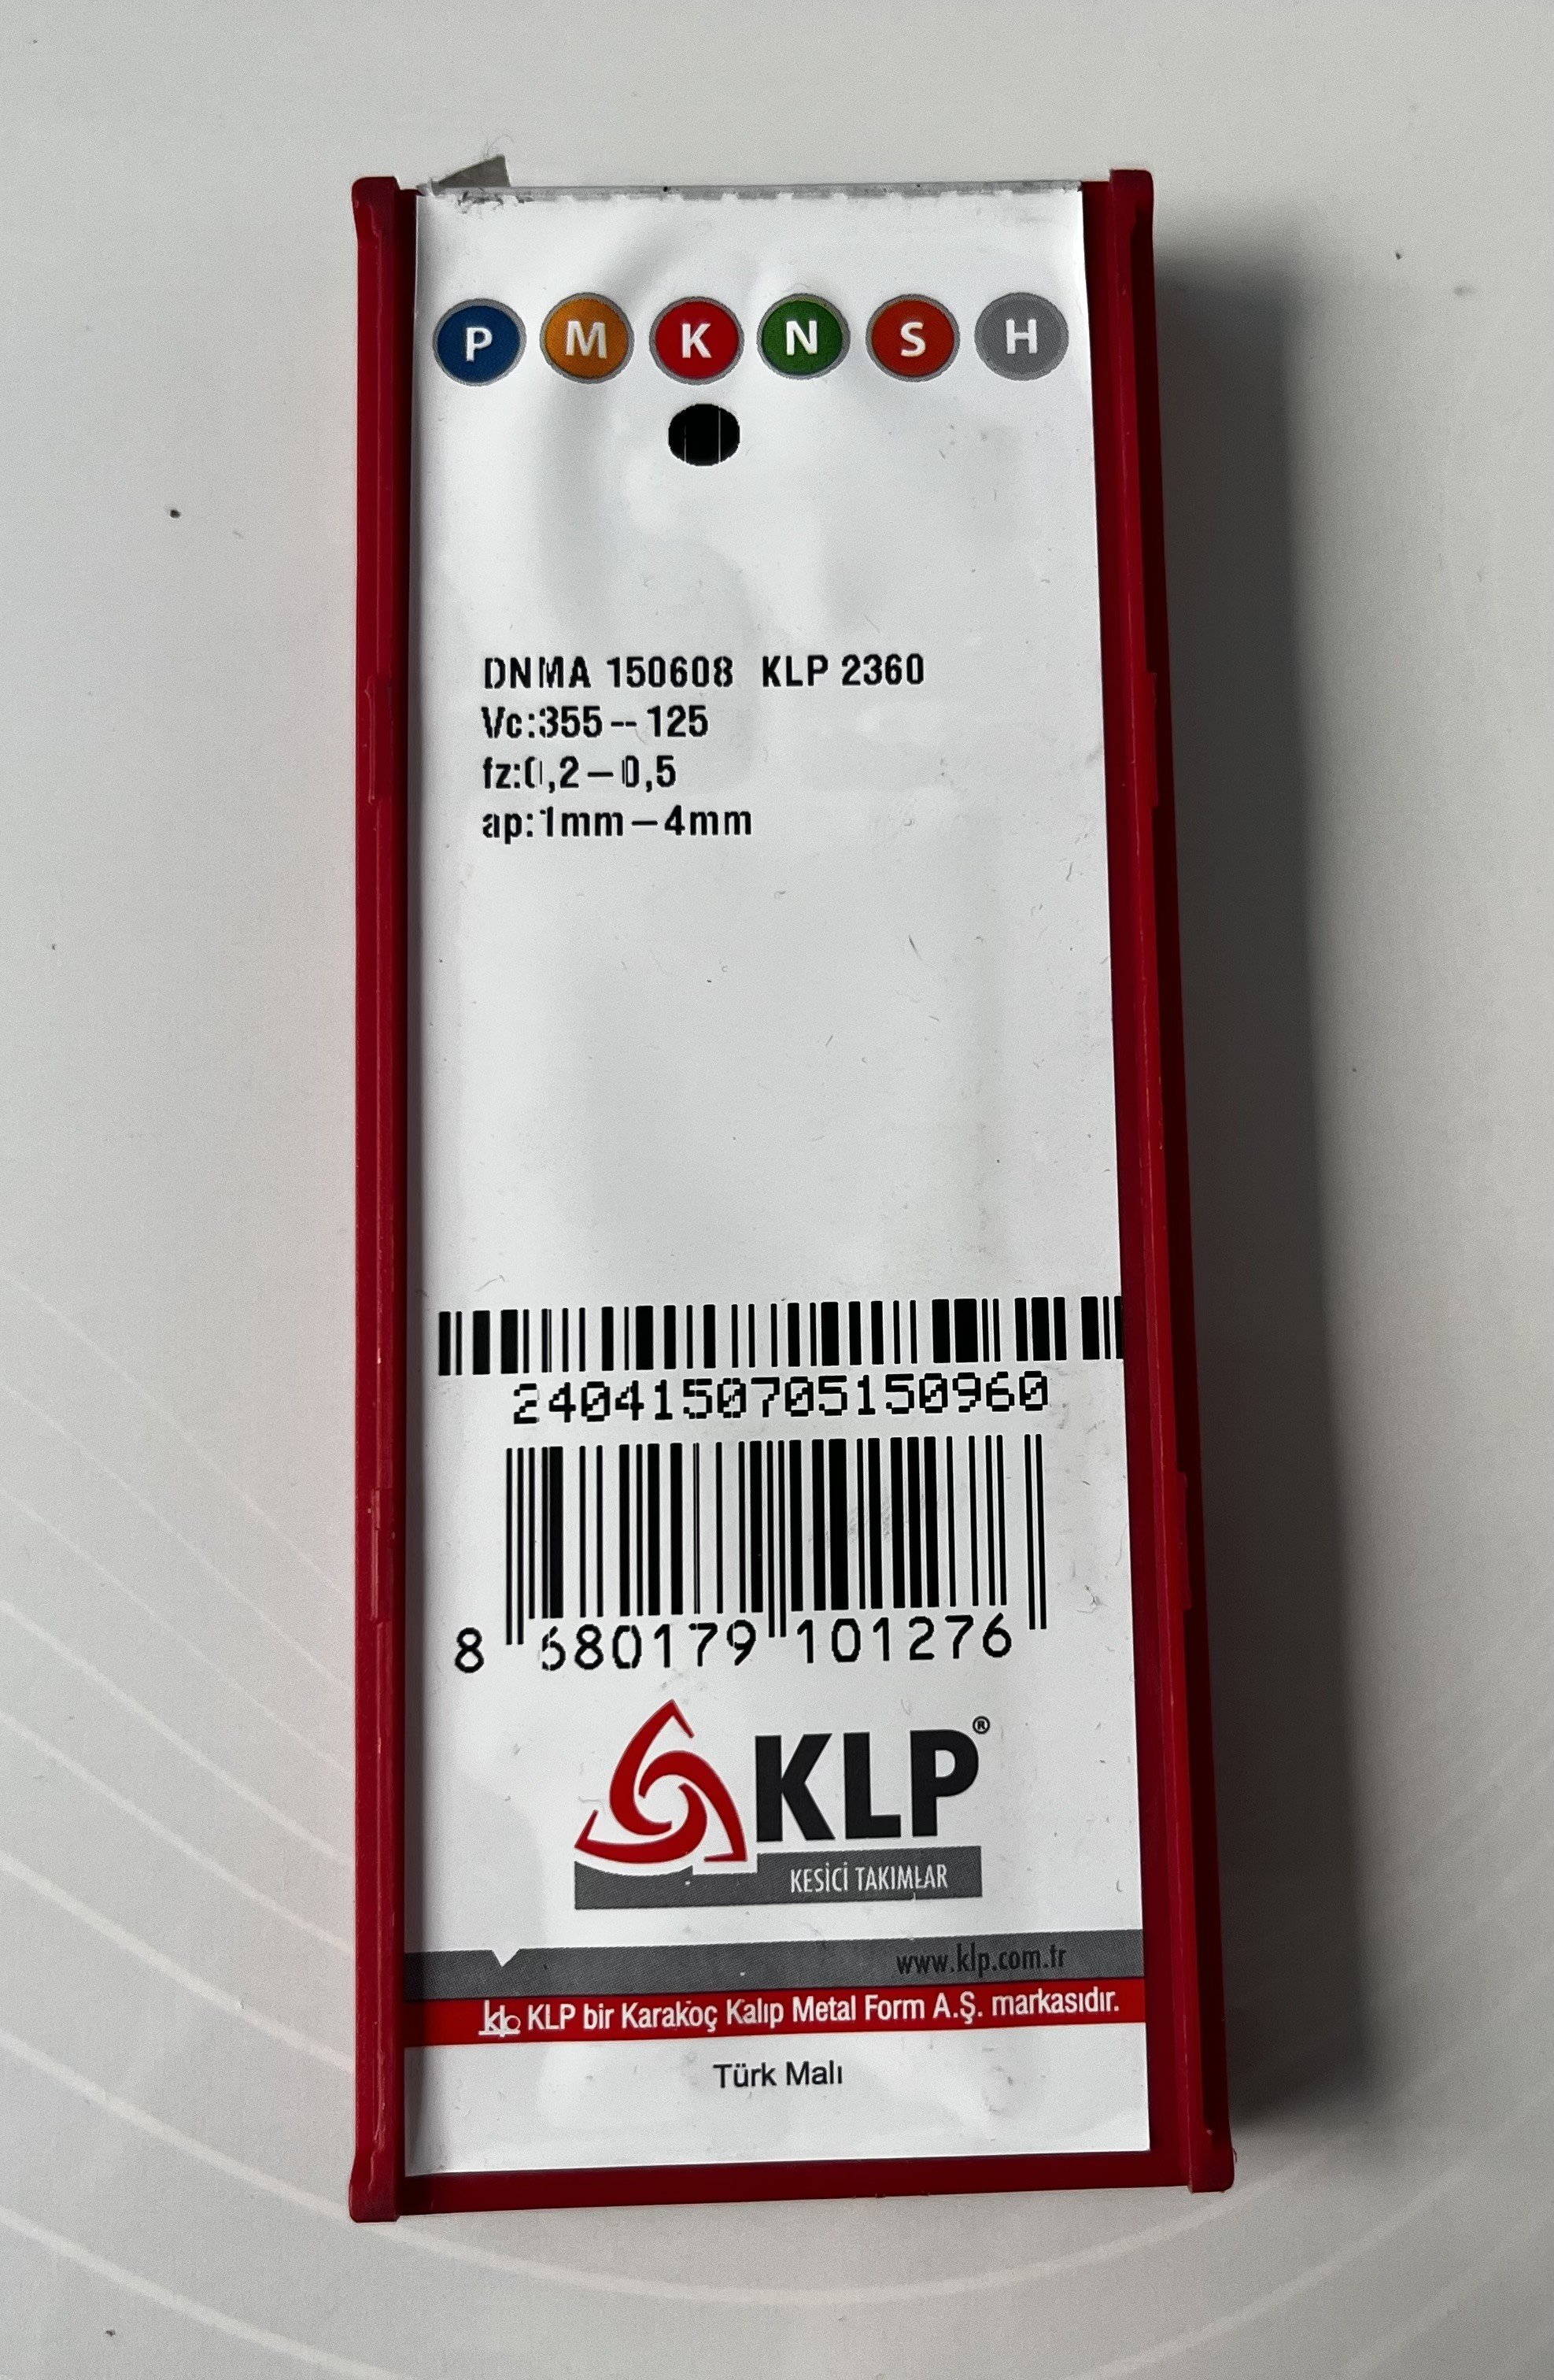 P M K N S H
DNMA 150608 KLP 2360
Vc:355-- 125
fz:0,2 – 0,5
ap:1mm – 4mm
2404150705150960
8 680179 101276
KLP®
KESİCİ TAKIMLAR
www.klp.com.tr
klp KLP bir Karakoç Kalıp Metal Form A.Ş. markasıdır.
Türk Malı